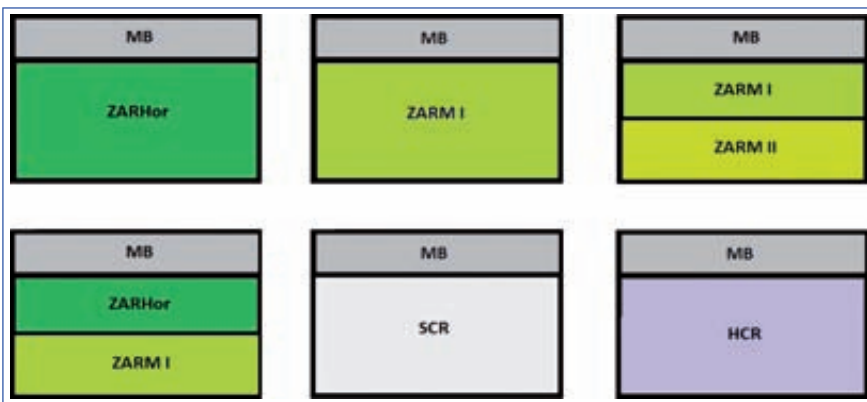 MB
ZARHor
MB
ZARM I
MB
ZARM I
ZARM II
MB
ZARHor
ZARM I
MB
SCR
MB
HCR